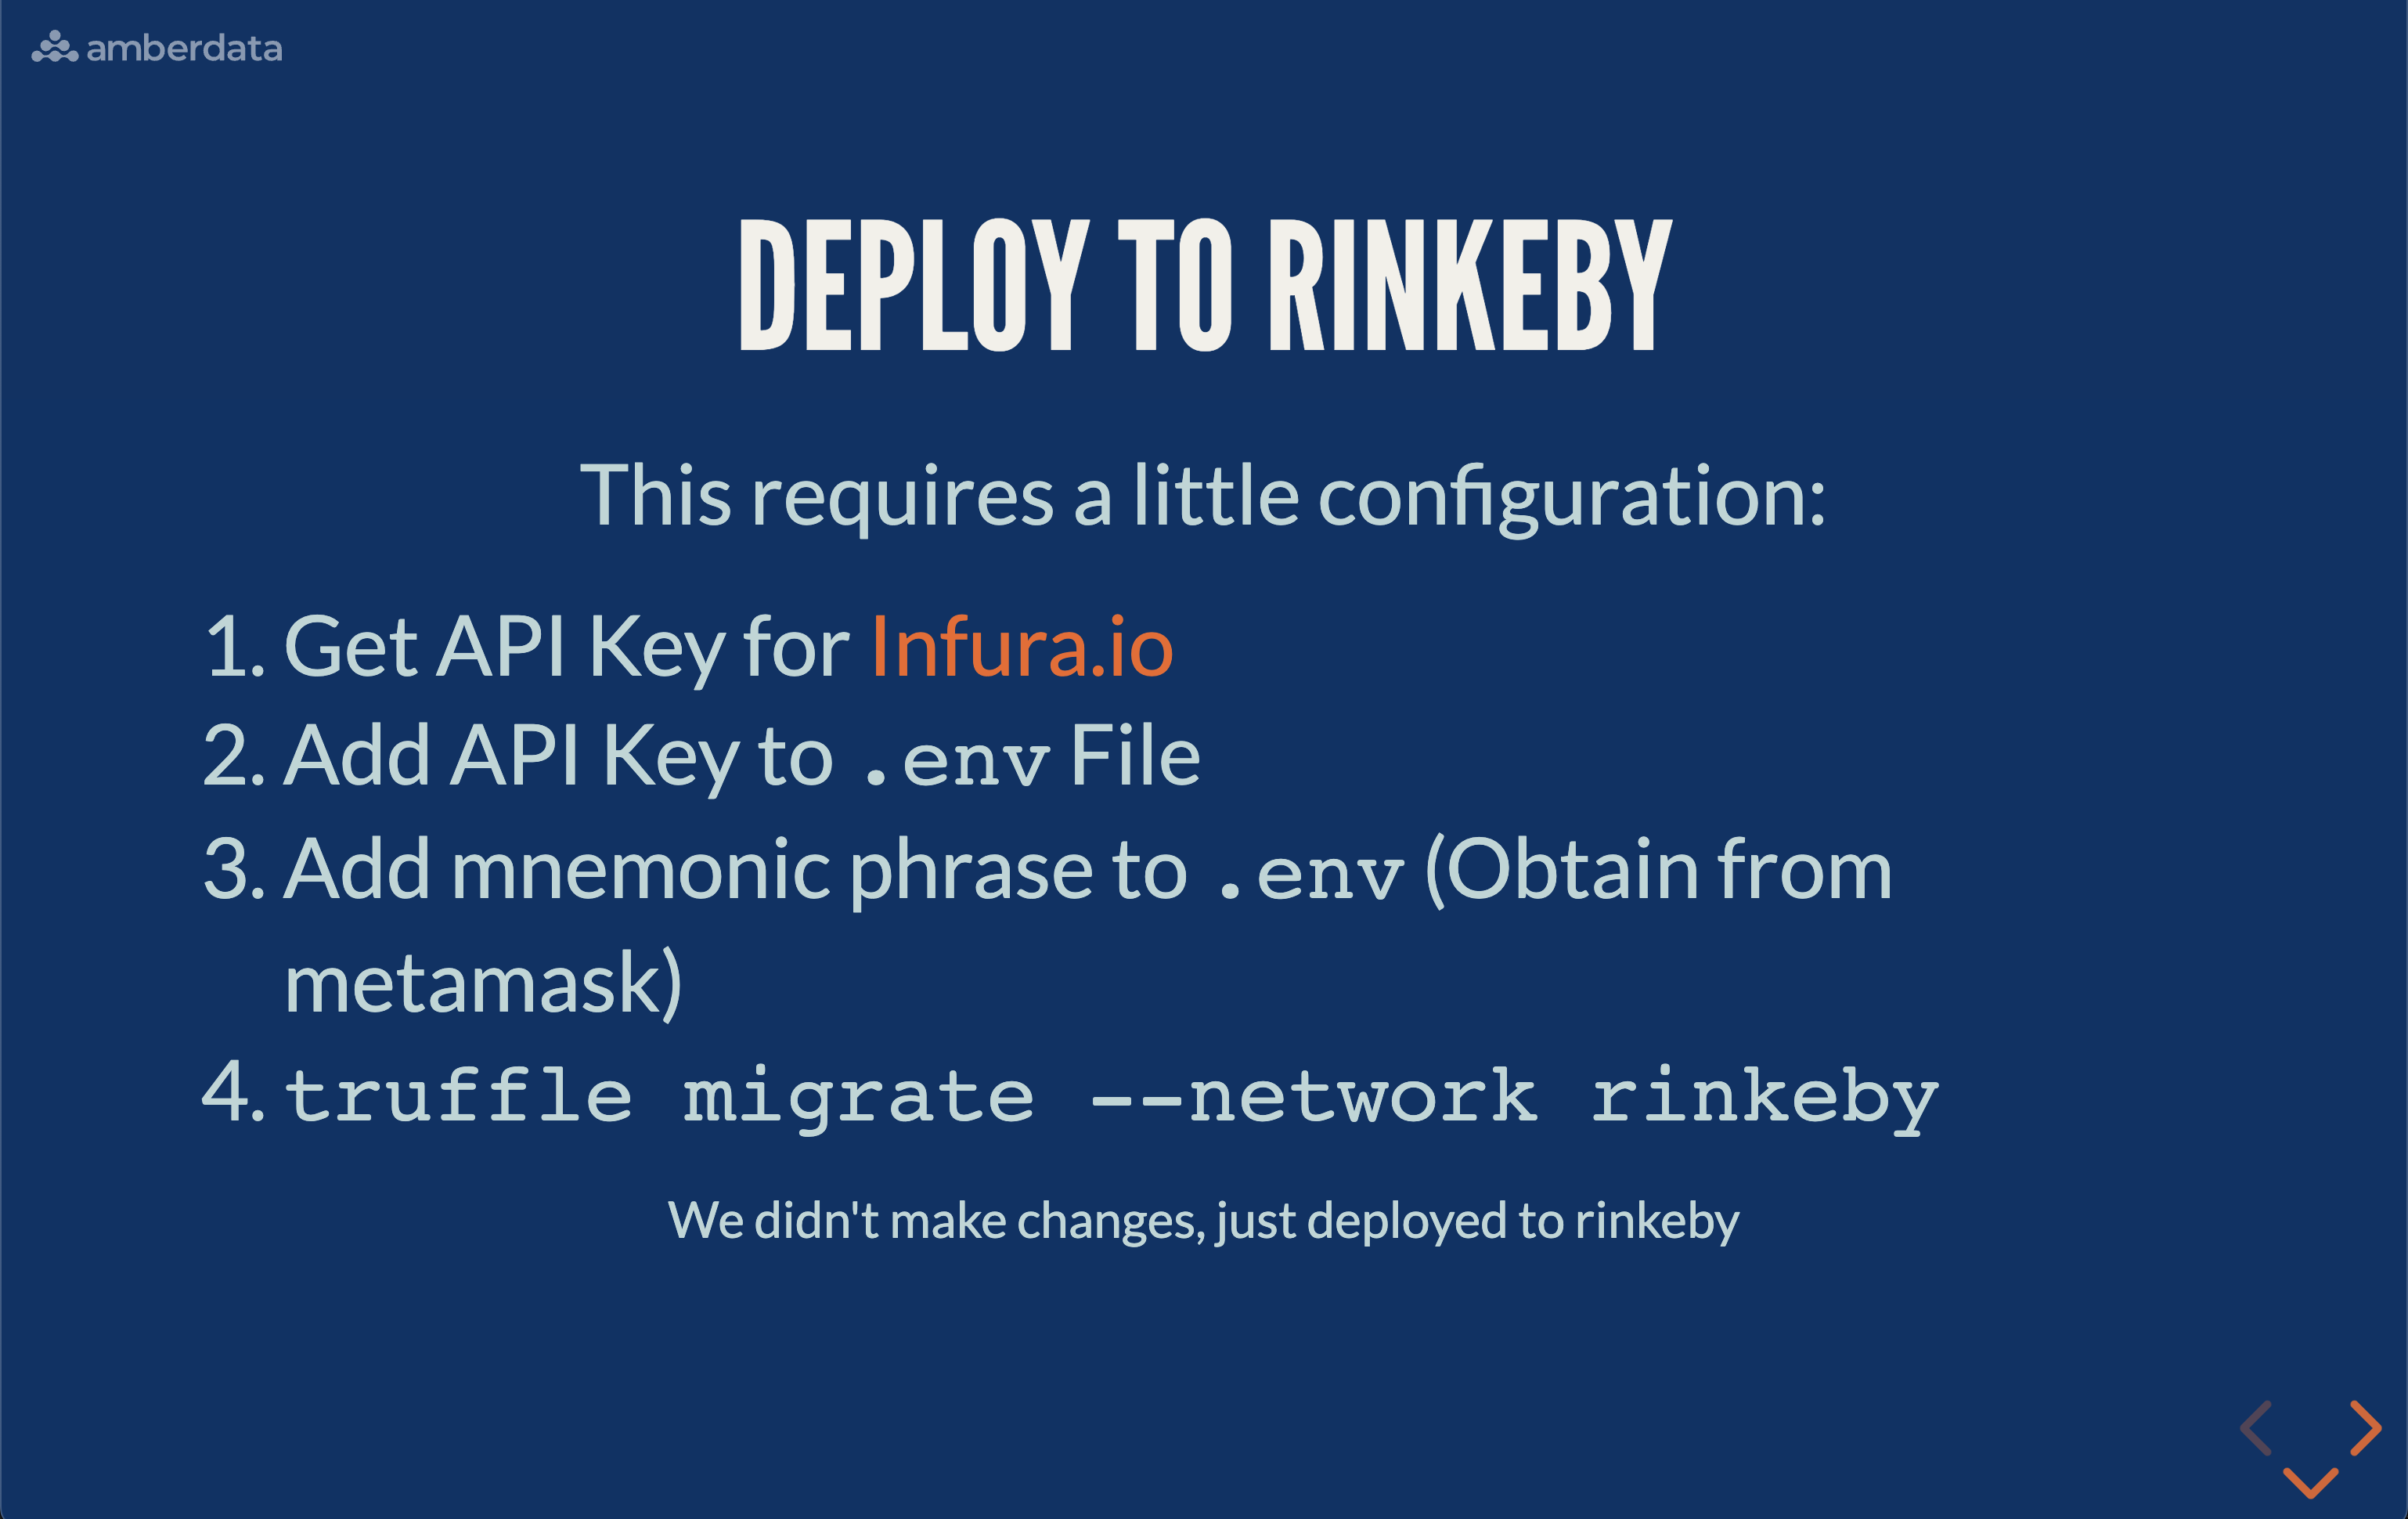 amberdata
DEPLOY TO RINKEBY
This requires a little configuration:
1. Get API Key for Infura.io
2. Add API Key to .env File
3. Add mnemonic phrase to .env (Obtain from
metamask)
4. truffle migrate --network rinkeby
We didn't make changes, just deployed to rinkeby